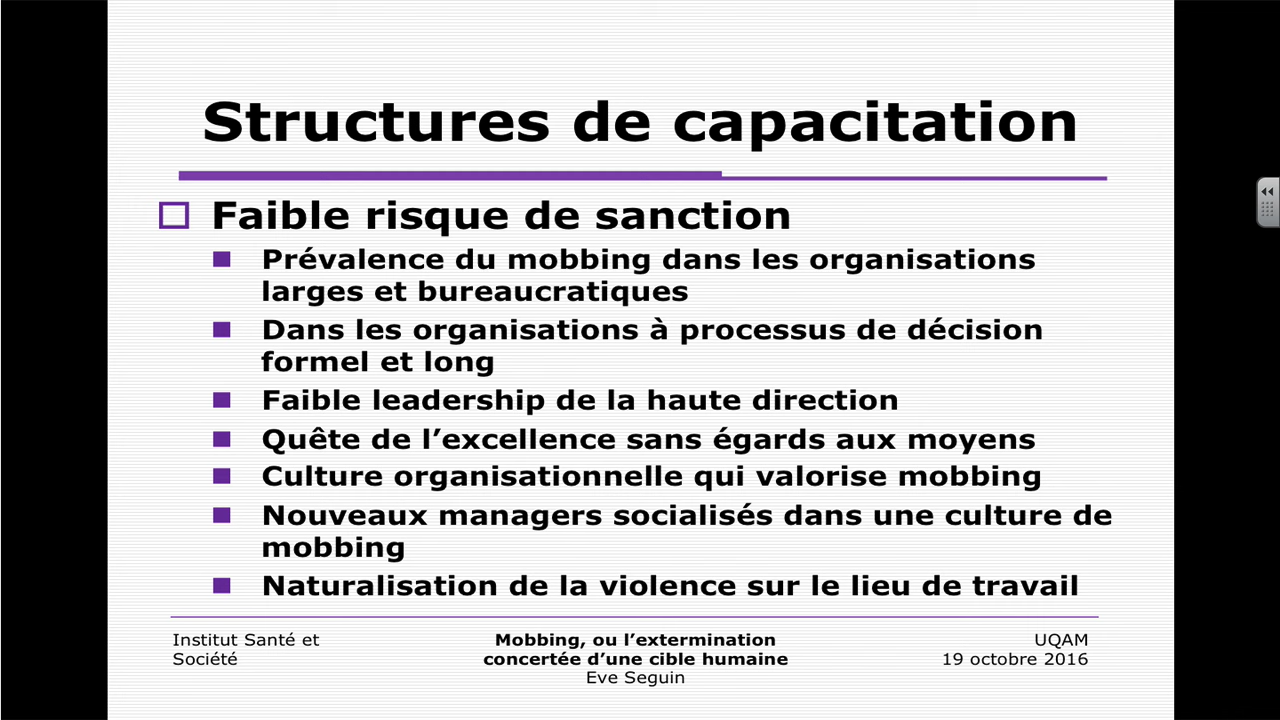 Structures de capacitation
Faible risque de sanction
Prévalence du mobbing dans les organisations
larges et bureaucratiques
Dans les organisations à processus de décision
formel et long
Faible leadership de la haute direction
Quête de l’excellence sans égards aux moyens
Culture organisationnelle qui valorise mobbing
Nouveaux managers socialisés dans une culture de
mobbing
Naturalisation de la violence sur le lieu de travail
Institut Santé et
Société
Mobbing, ou l’extermination
concertée d’une cible humaine
Eve Seguin
UQAM
19 octobre 2016